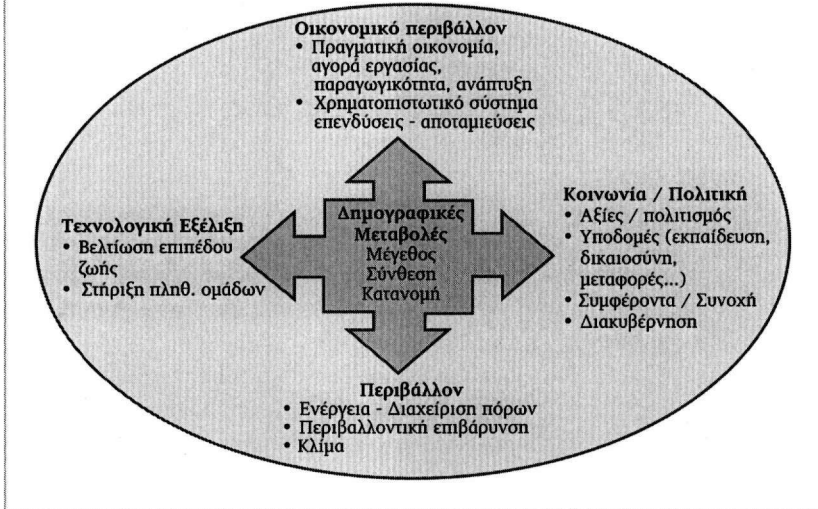 Οικονομικό περιβάλλον
• Πραγματική οικονομία,
αγορά εργασίας,
παραγωγικότητα, ανάπτυξη
• Χρηματοπιστωτικό σύστημα
επενδύσεις - αποταμιεύσεις
Τεχνολογική Εξέλιξη
• Βελτίωση επιπέδου
ζωής
• Στήριξη πληθ. ομάδων
Δημογραφικές
Μεταβολές
Μέγεθος
Σύνθεση
Κατανομή
Κοινωνία / Πολιτική
• Αξίες / πολιτισμός
• Υποδομές (εκπαίδευση,
δικαιοσύνη,
μεταφορές...)
• Συμφέροντα / Συνοχή
• Διακυβέρνηση
Περιβάλλον
• Ενέργεια - Διαχείριση πόρων
• Περιβαλλοντική επιβάρυνση
• Κλίμα